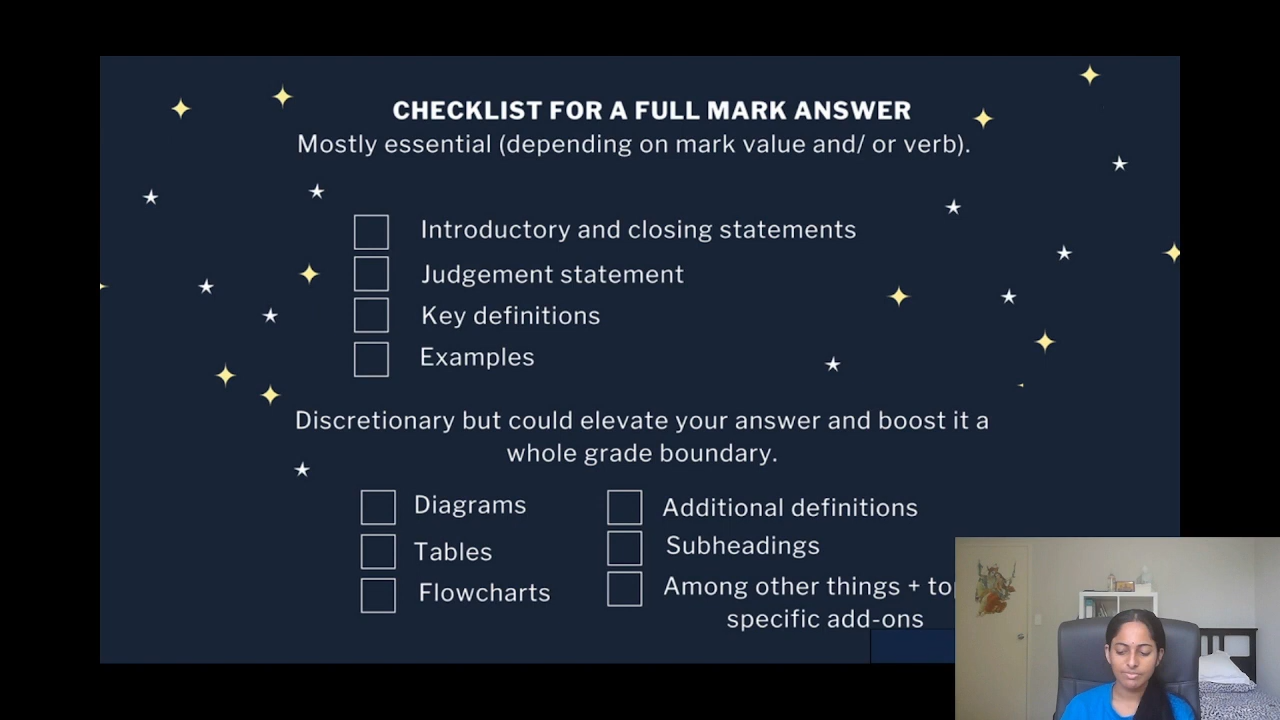 CHECKLIST FOR A FULL MARK ANSWER
Mostly essential (depending on mark value and/ or verb).
Introductory and closing statements
Judgement statement
Key definitions
Examples
Discretionary but could elevate your answer and boost it a
whole grade boundary.
Diagrams
Tables
Flowcharts
Additional definitions
Subheadings
Among other things +
specific add-ons